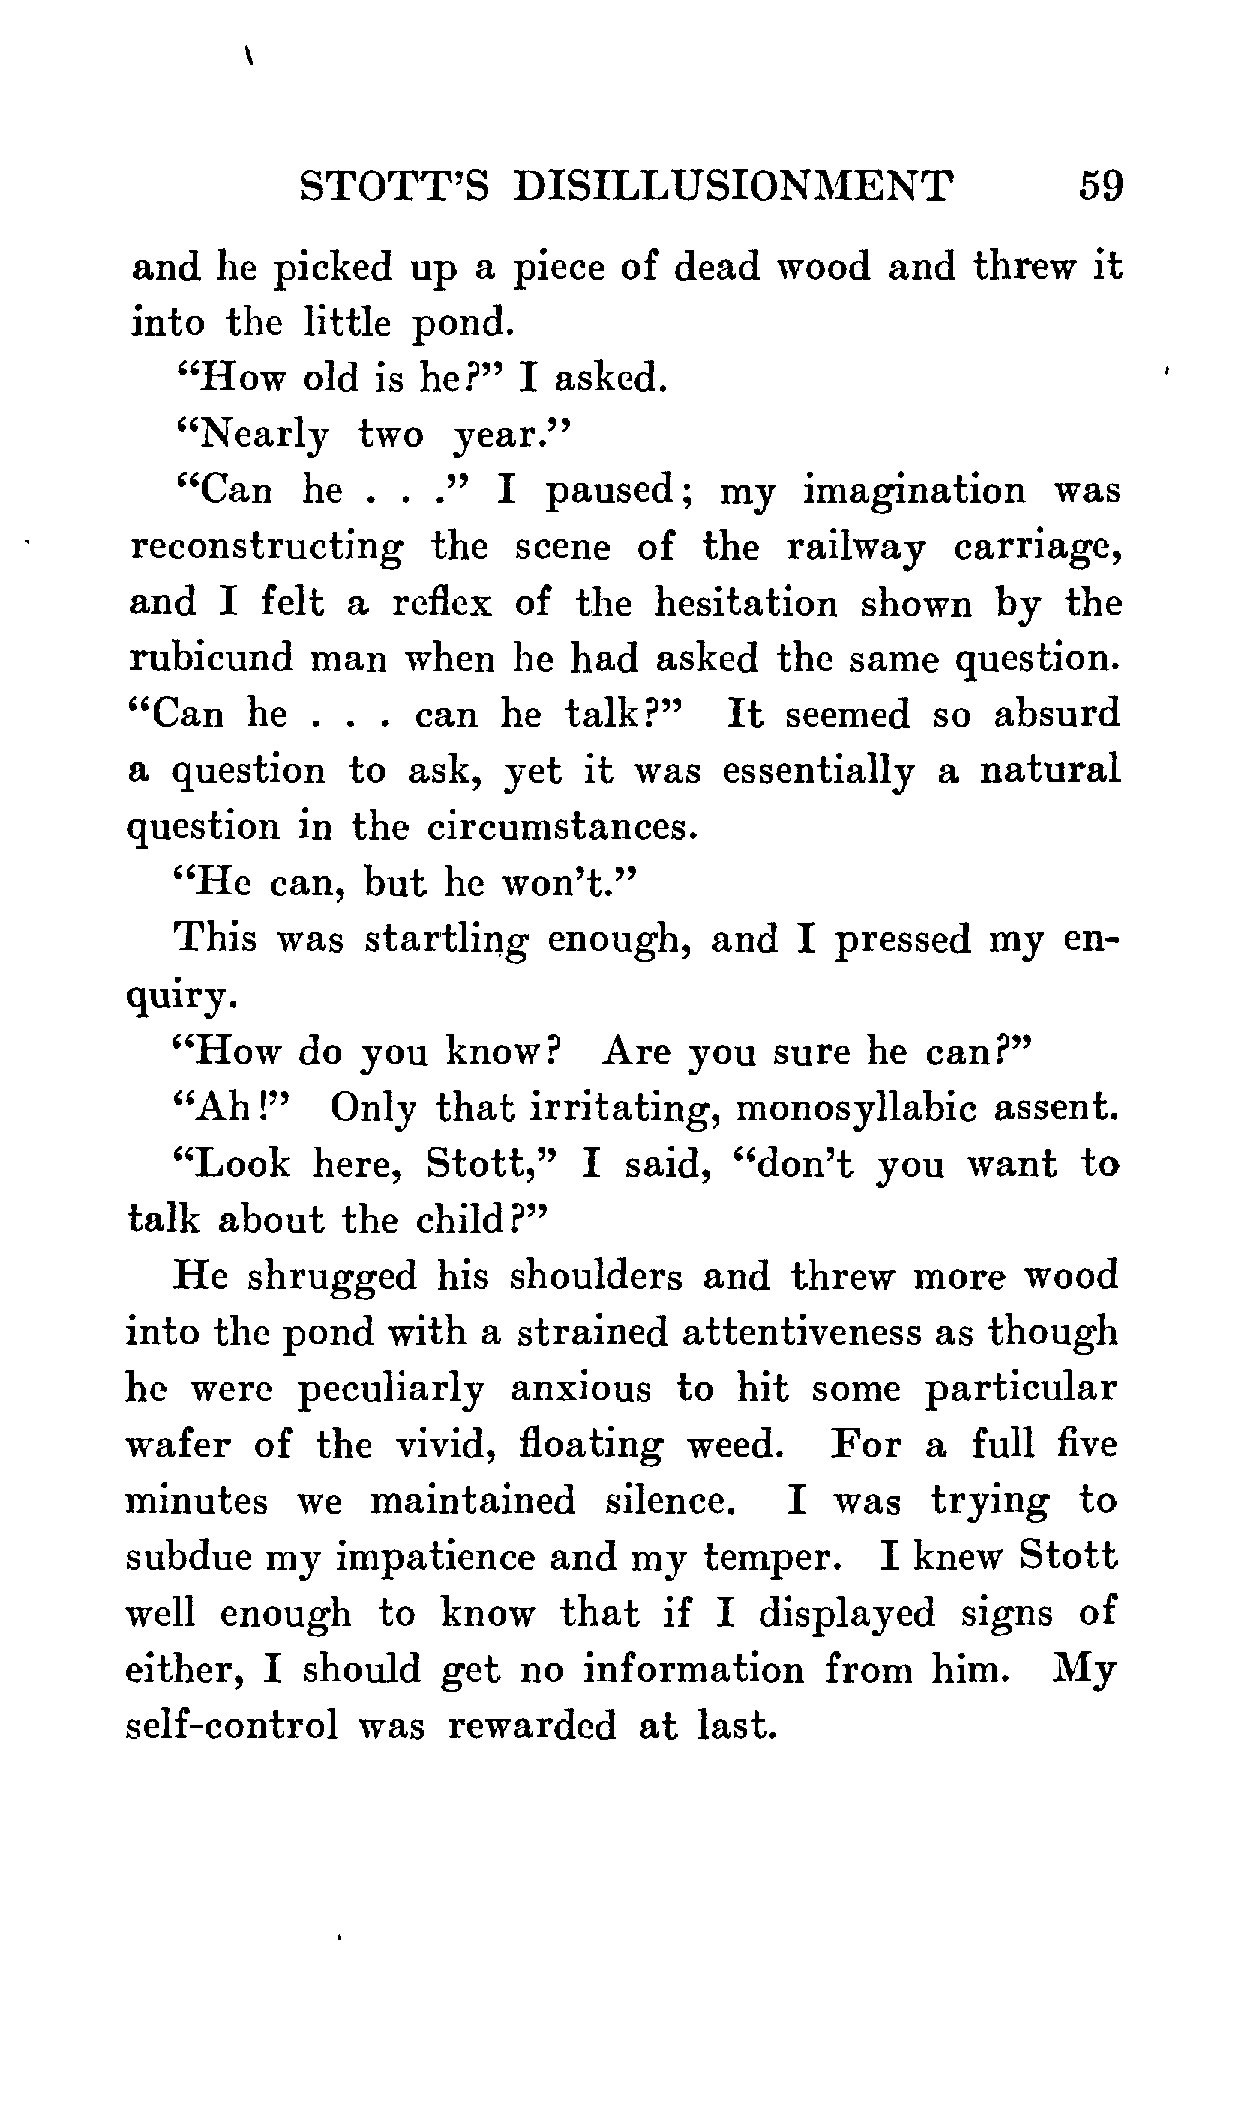 STOTT'S DISILLUSIONMENT 59
and he picked up a piece of dead wood and threw it
into the little pond.
“How old is he?” I asked.
“Nearly two year.”
“Can he . . .” I paused; my imagination was
reconstructing the scene of the railway carriage,
and I felt a reflex of the hesitation shown by the
rubicund man when he had asked the same question.
“Can he . . . can he talk?” It seemed so absurd
a question to ask, yet it was essentially a natural
question in the circumstances.
“He can, but he won't.”
This was startling enough, and I pressed my en-
quiry.
“How do you know? Are you sure he can?”
“Ah!” Only that irritating, monosyllabic assent.
“Look here, Stott,” I said, “don't you want to
talk about the child?”
He shrugged his shoulders and threw more wood
into the pond with a strained attentiveness as though
he were peculiarly anxious to hit some particular
wafer of the vivid, floating weed. For a full five
minutes we maintained silence. I was trying to
subdue my impatience and my temper. I knew Stott
well enough to know that if I displayed signs of
either, I should get no information from him. My
self-control was rewarded at last.